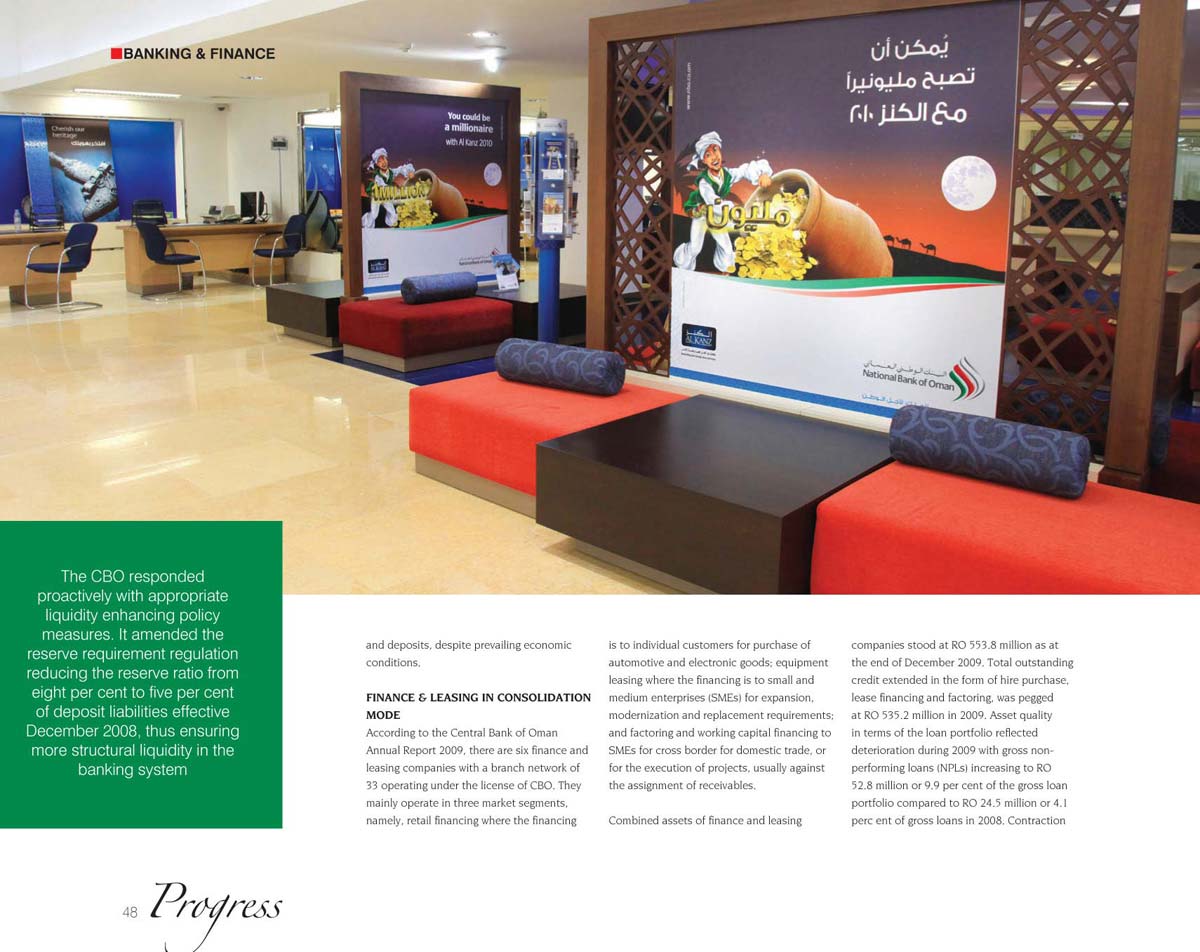 BANKING & FINANCE
Cherish our
heritage
You could be
a millionaire
with Al Kanz 2010
MILLION
National Bank of Oman
يُمكن أن
تصبح مليونيراً
مع الكنز ٢٠١٠
www.nbo.co.om
مليون
الكنز
AL KANZ
البنك الوطني العماني
National Bank of Oman
The CBO responded
proactively with appropriate
liquidity enhancing policy
measures. It amended the
reserve requirement regulation
reducing the reserve ratio from
eight per cent to five per cent
of deposit liabilities effective
December 2008, thus ensuring
more structural liquidity in the
banking system
and deposits, despite prevailing economic
conditions.
FINANCE & LEASING IN CONSOLIDATION
MODE
According to the Central Bank of Oman
Annual Report 2009, there are six finance and
leasing companies with a branch network of
33 operating under the license of CBO. They
mainly operate in three market segments,
namely, retail financing where the financing
is to individual customers for purchase of
automotive and electronic goods; equipment
leasing where the financing is to small and
medium enterprises (SMEs) for expansion,
modernization and replacement requirements;
and factoring and working capital financing to
SMEs for cross border for domestic trade, or
for the execution of projects, usually against
the assignment of receivables.
Combined assets of finance and leasing
companies stood at RO 553.8 million as at
the end of December 2009. Total outstanding
credit extended in the form of hire purchase,
lease financing and factoring, was pegged
at RO 535.2 million in 2009. Asset quality
in terms of the loan portfolio reflected
deterioration during 2009 with gross non-
performing loans (NPLs) increasing to RO
52.8 million or 9.9 per cent of the gross loan
portfolio compared to RO 24.5 million or 4.1
perc ent of gross loans in 2008. Contraction
48 Progress